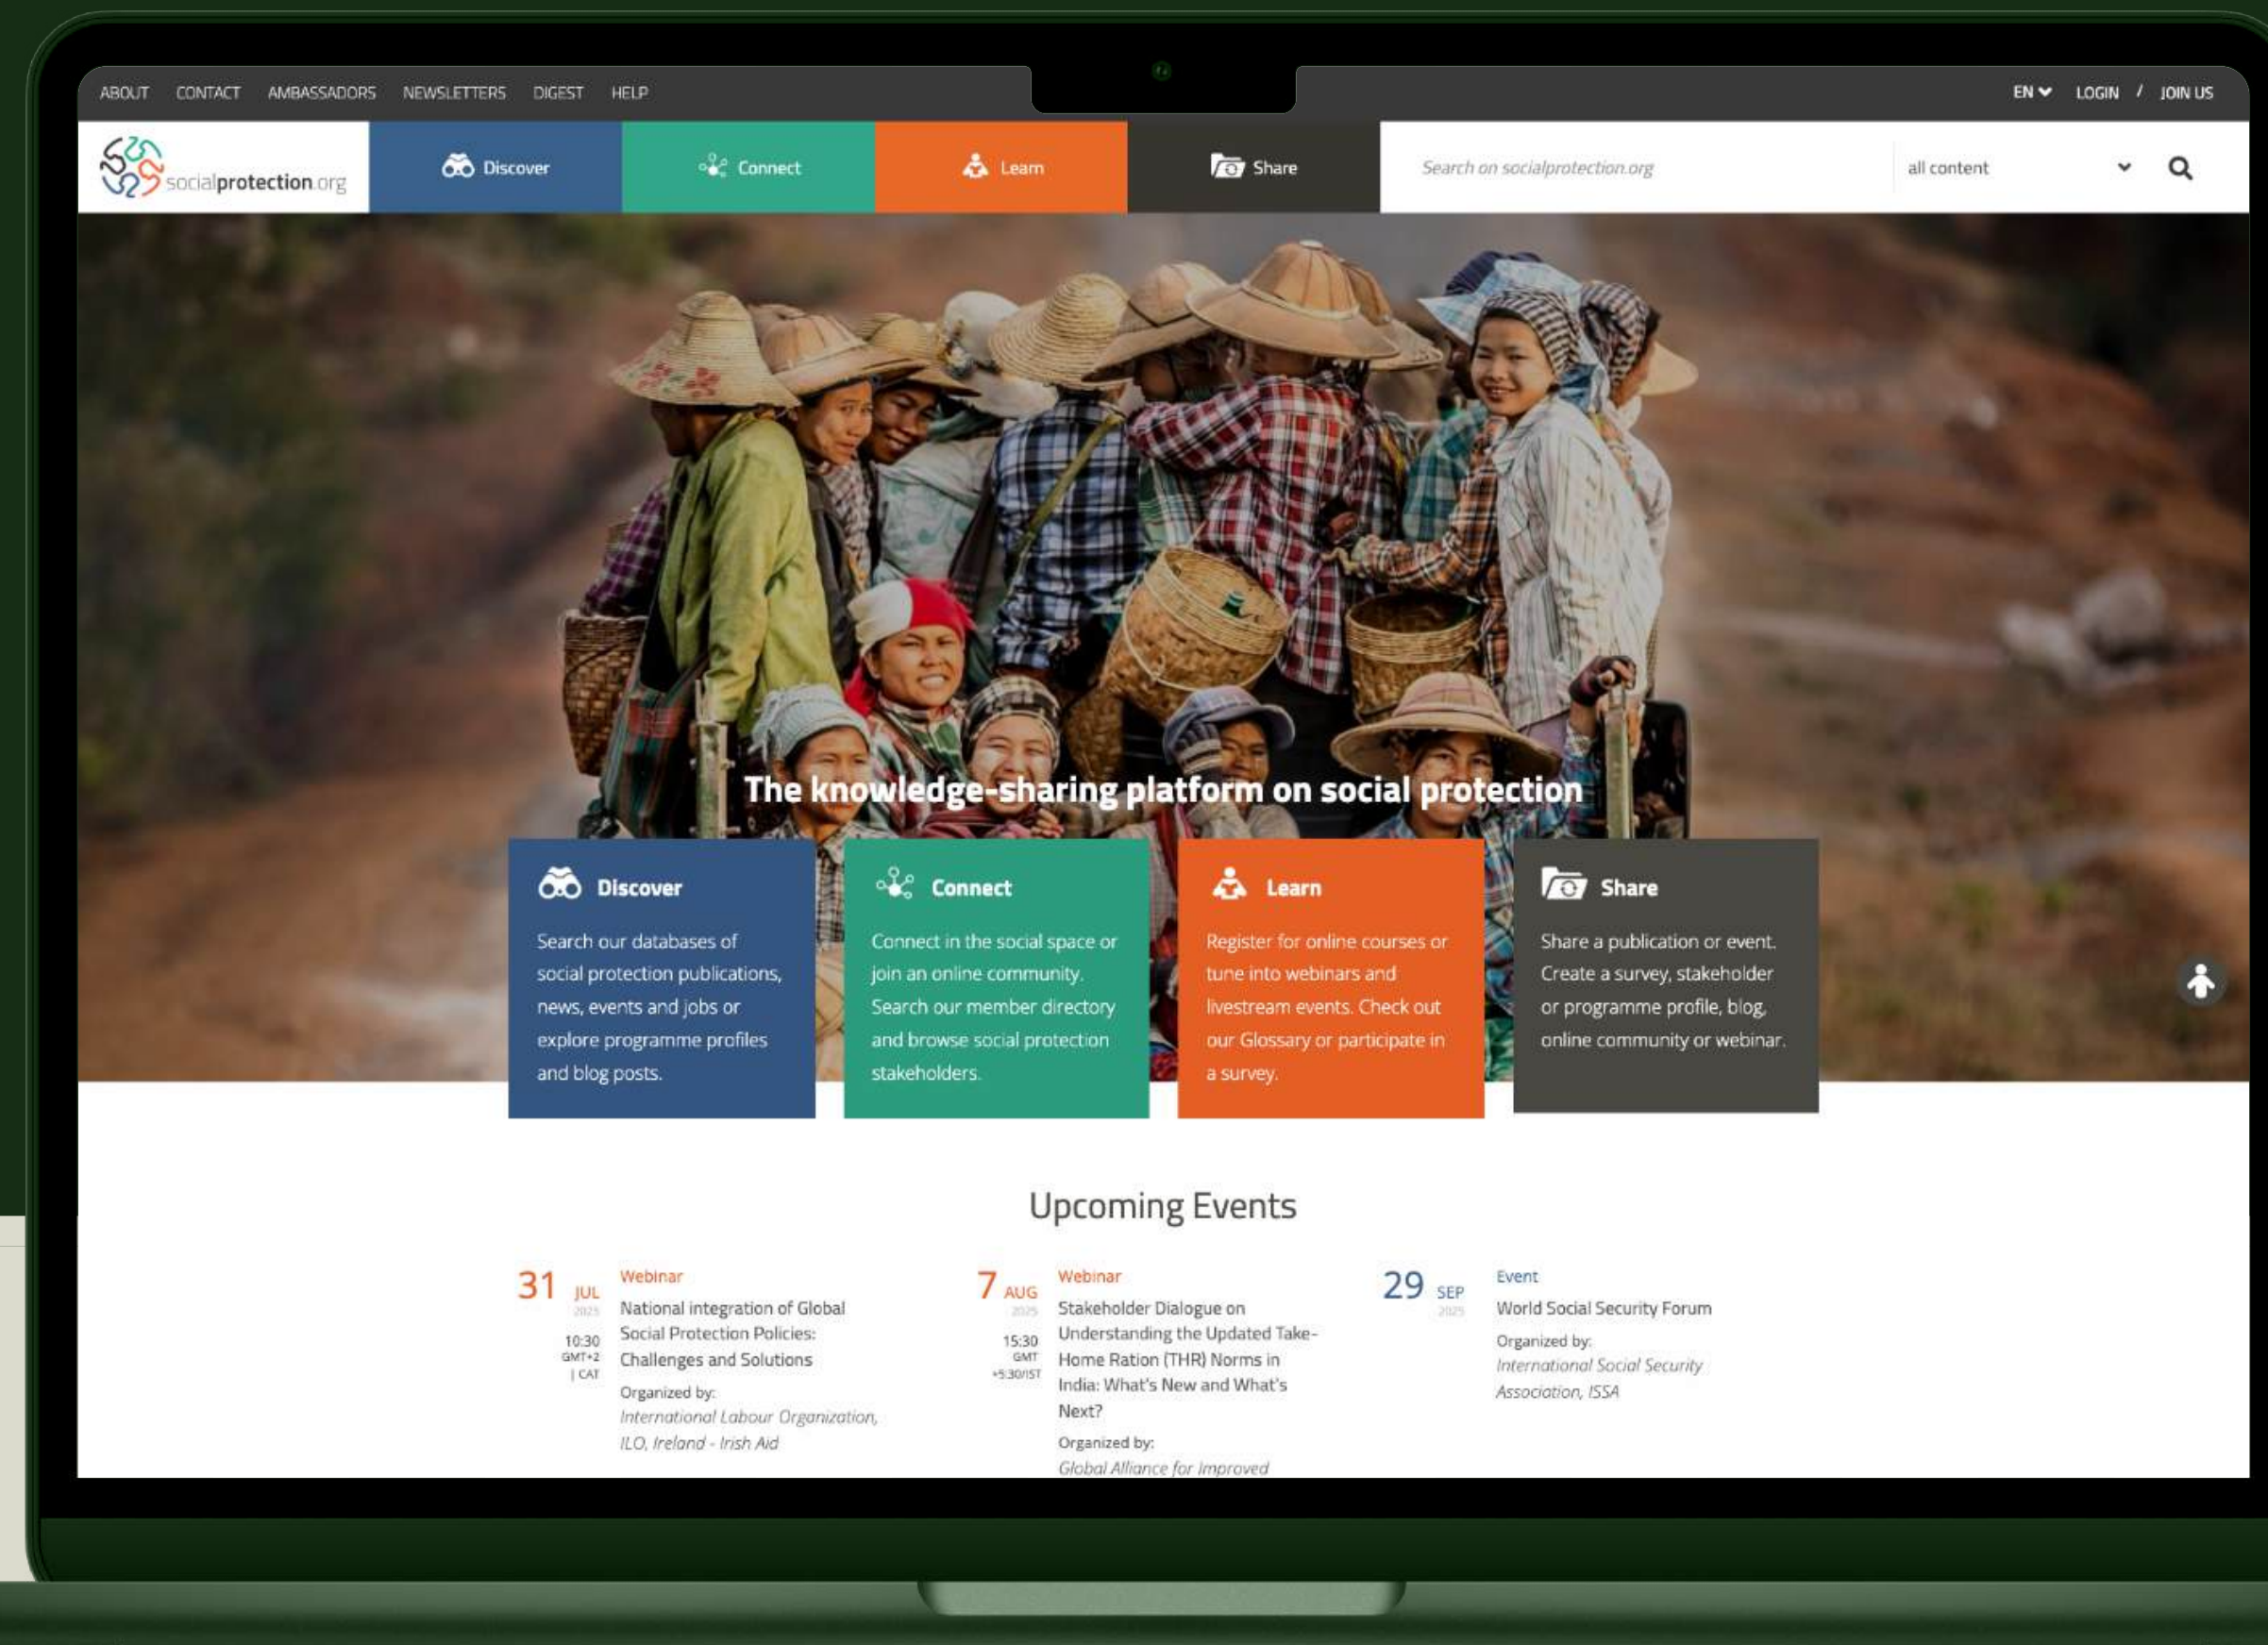 ABOUT CONTACT AMBASSADORS NEWSLETTERS DIGEST HELP
EN LOGIN / JOIN US
socialprotection.org
Discover
Connect
Learn
Share
Search on socialprotection.org
all content
The knowledge-sharing platform on social protection
Discover
Search our databases of
social protection publications,
news, events and jobs or
explore programme profiles
and blog posts.
Connect
Connect in the social space or
join an online community.
Search our member directory
and browse social protection
stakeholders.
Learn
Register for online courses or
tune into webinars and
livestream events. Check out
our Glossary or participate in
a survey.
Share
Share a publication or event.
Create a survey, stakeholder
or programme profile, blog,
online community or webinar.
Upcoming Events
31 JUL
2025
10:30
GMT+2
| CAT
Webinar
National integration of Global
Social Protection Policies:
Challenges and Solutions
Organized by:
International Labour Organization,
ILO, Ireland - Irish Aid
7 AUG
2025
15:30
GMT
+5:30/IST
Webinar
Stakeholder Dialogue on
Understanding the Updated Take-
Home Ration (THR) Norms in
India: What's New and What's
Next?
Organized by:
Global Alliance for Improved
29 SEP
2025
Event
World Social Security Forum
Organized by:
International Social Security
Association, ISSA